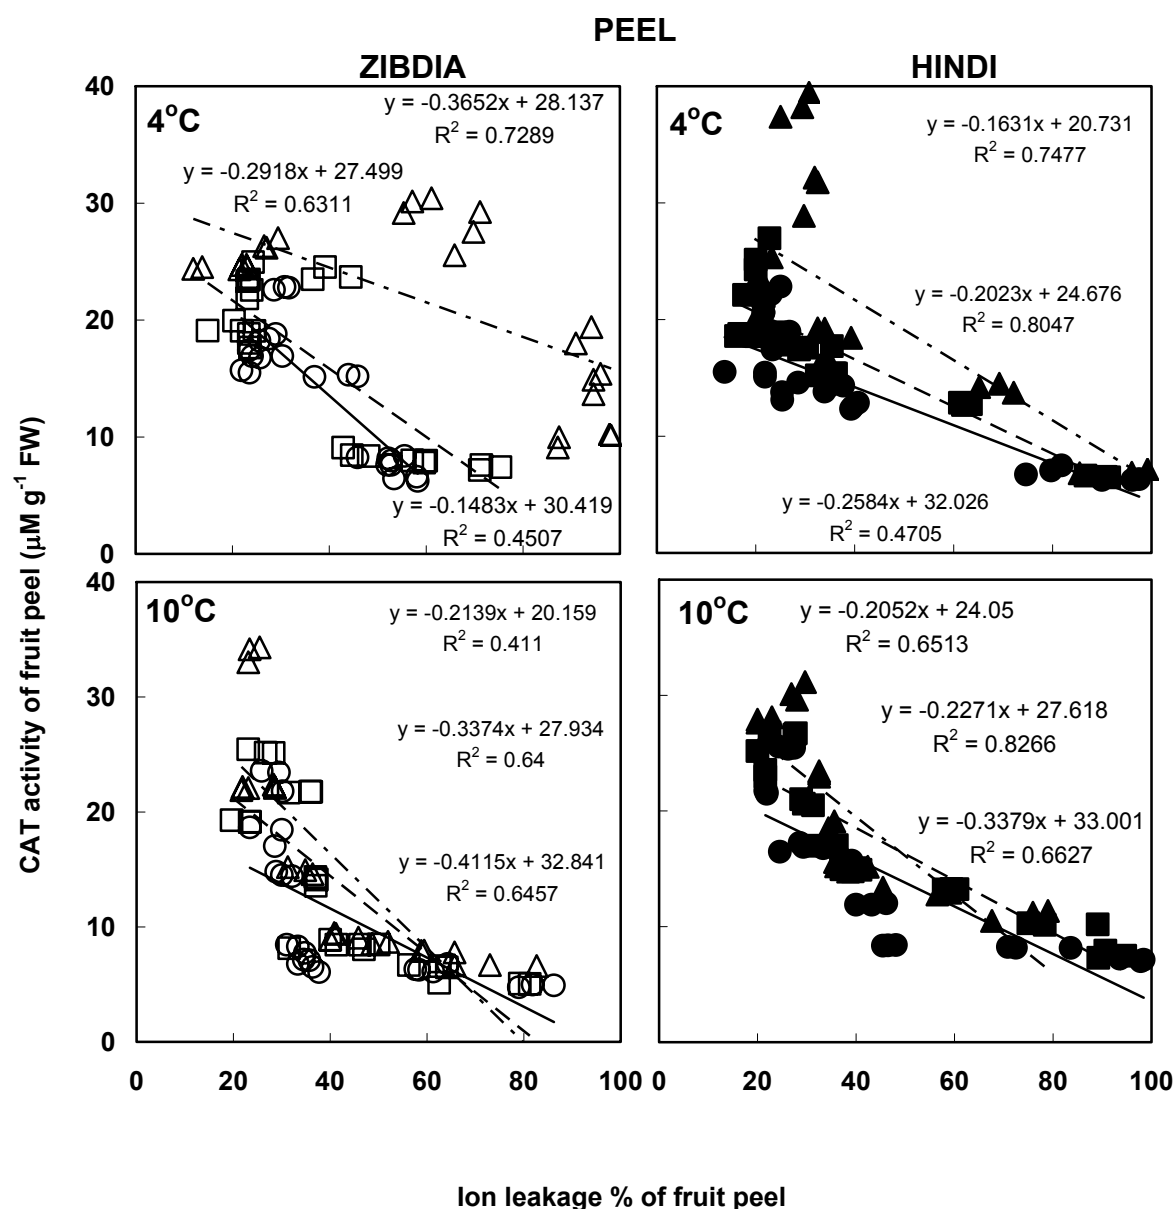 PEEL
ZIBDIA
HINDI
4°C
y = -0.3652x + 28.137
R² = 0.7289
y = -0.2918x + 27.499
R² = 0.6311
y = -0.1483x + 30.419
R² = 0.4507
40
30
20
10
0
4°C
y = -0.1631x + 20.731
R² = 0.7477
y = -0.2023x + 24.676
R² = 0.8047
y = -0.2584x + 32.026
R² = 0.4705
CAT activity of fruit peel (μM g⁻¹ FW)
10°C
y = -0.2139x + 20.159
R² = 0.411
y = -0.3374x + 27.934
R² = 0.64
y = -0.4115x + 32.841
R² = 0.6457
40
30
20
10
0
0 20 40 60 80 100
10°C
y = -0.2052x + 24.05
R² = 0.6513
y = -0.2271x + 27.618
R² = 0.8266
y = -0.3379x + 33.001
R² = 0.6627
0 20 40 60 80 100
Ion leakage % of fruit peel